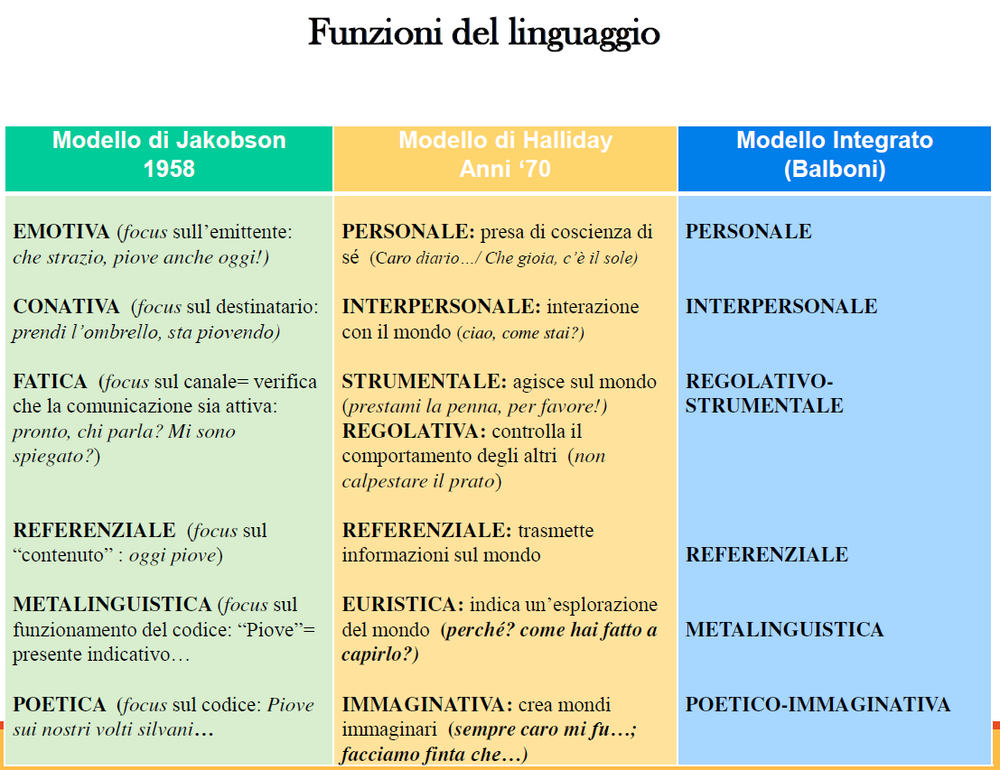 Funzioni del linguaggio
Modello di Jakobson
1958
EMOTIVA (focus sull’emittente:
che strazio, piove anche oggi!)
CONATIVA (focus sul destinatario:
prendi l’ombrello, sta piovendo)
FATICA (focus sul canale= verifica
che la comunicazione sia attiva:
pronto, chi parla? Mi sono
spiegato?)
REFERENZIALE (focus sul
“contenuto” : oggi piove)
METALINGUISTICA (focus sul
funzionamento del codice: “Piove”=
presente indicativo…
POETICA (focus sul codice: Piove
sui nostri volti silvani…
Modello di Halliday
Anni ‘70
PERSONALE: presa di coscienza di
sé (Caro diario…/ Che gioia, c’è il sole)
INTERPERSONALE: interazione
con il mondo (ciao, come stai?)
STRUMENTALE: agisce sul mondo
(prestami la penna, per favore!)
REGOLATIVA: controlla il
comportamento degli altri (non
calpestare il prato)
REFERENZIALE: trasmette
informazioni sul mondo
EURISTICA: indica un’esplorazione
del mondo (perché? come hai fatto a
capirlo?)
IMMAGINATIVA: crea mondi
immaginari (sempre caro mi fu…;
facciamo finta che…)
Modello Integrato
(Balboni)
PERSONALE
INTERPERSONALE
REGOLATIVO-
STRUMENTALE
REFERENZIALE
METALINGUISTICA
POETICO-IMMAGINATIVA